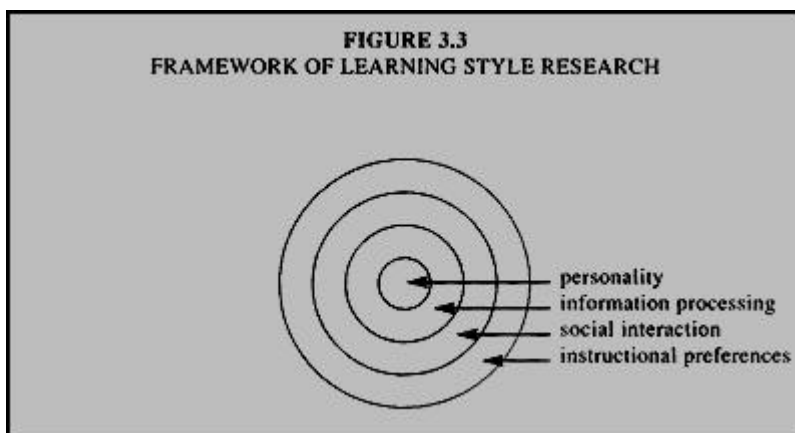 FIGURE 3.3
FRAMEWORK OF LEARNING STYLE RESEARCH
personality
information processing
social interaction
instructional preferences